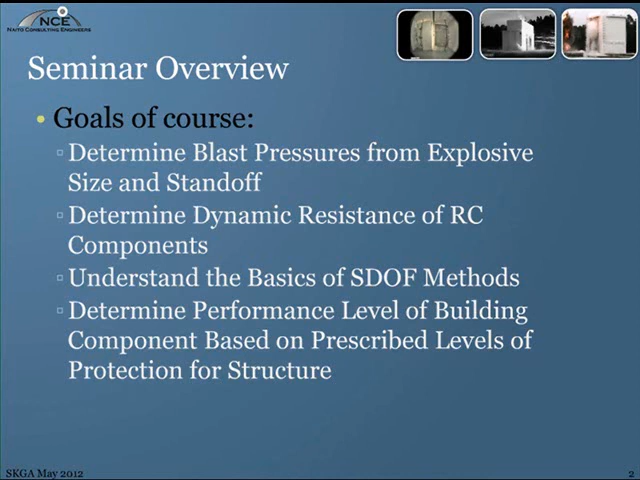 NCE
NAITO CONSULTING ENGINEERS
Seminar Overview
• Goals of course:
▫ Determine Blast Pressures from Explosive
Size and Standoff
▫ Determine Dynamic Resistance of RC
Components
▫ Understand the Basics of SDOF Methods
▫ Determine Performance Level of Building
Component Based on Prescribed Levels of
Protection for Structure
SKGA May 2012
2